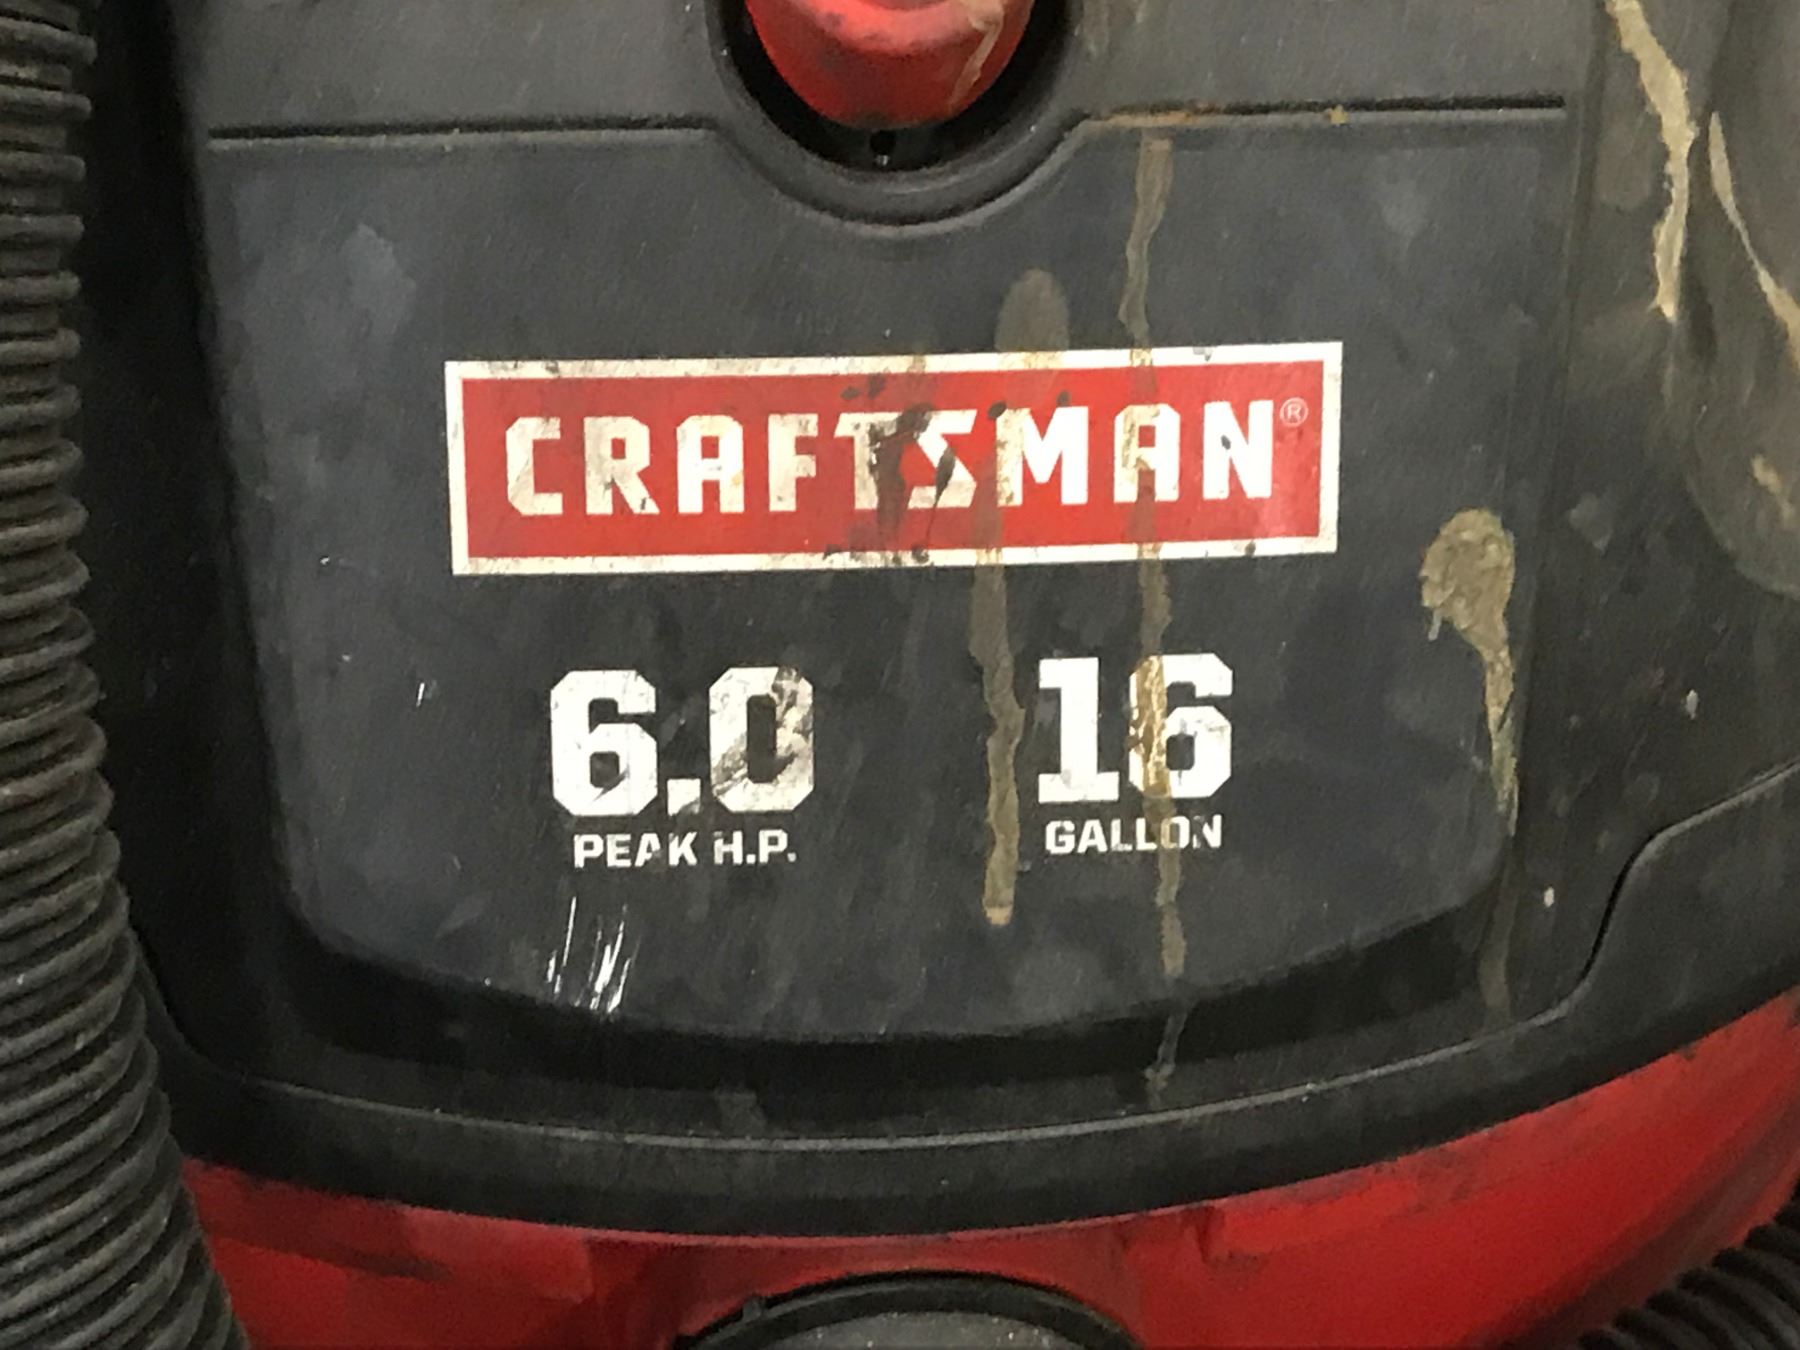 CRAFTSMAN®
6.0 16
PEAK H.P. GALLON